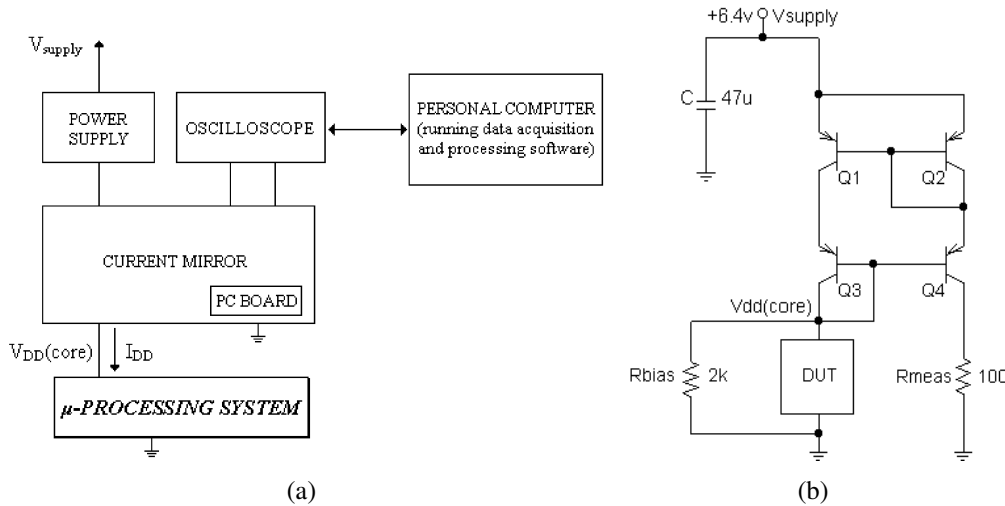 V_supply
POWER
SUPPLY
OSCILLOSCOPE
PERSONAL COMPUTER
(running data acquisition
and processing software)
CURRENT MIRROR
PC BOARD
V_DD(core)
I_DD
µ-PROCESSING SYSTEM
(a)
+6.4v
Vsupply
C
47u
Q1
Q2
Q3
Q4
Vdd(core)
Rbias
2k
DUT
Rmeas
100
(b)